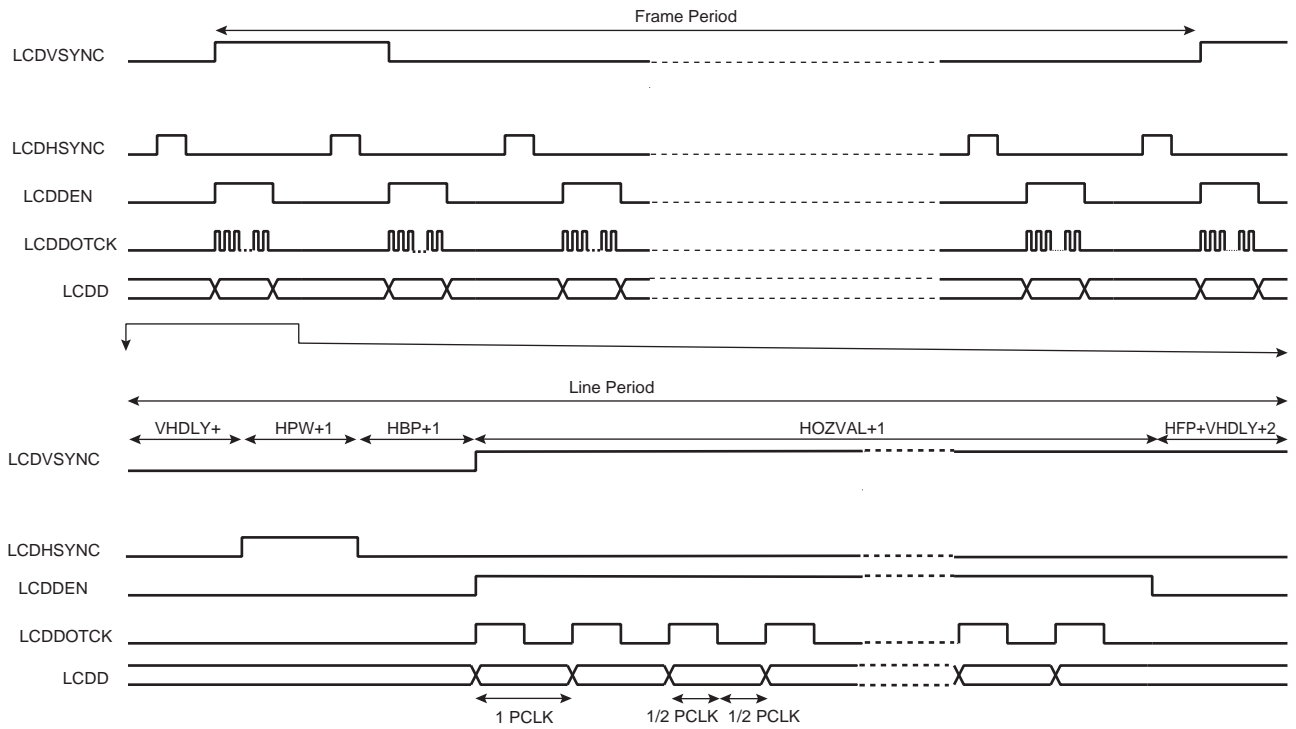 Frame Period
LCDVSYNC
LCDHSYNC
LCDDEN
LCDDOTCK
LCDD
Line Period
VHDLY+ HPW+1 HBP+1 HOZVAL+1 HFP+VHDLY+2
LCDVSYNC
LCDHSYNC
LCDDEN
LCDDOTCK
LCDD
1 PCLK 1/2 PCLK 1/2 PCLK